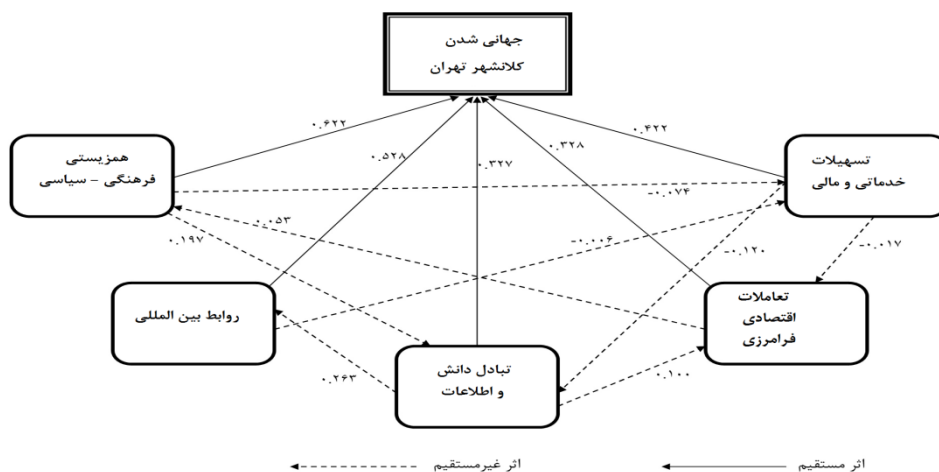 جهانی شدن
کلانشهر تهران
۰.۶۲۲
۰.۵۲۸
۰.۳۲۷
۰.۳۲۸
۰.۴۲۲
همزیستی
فرهنگی – سیاسی
تسهیلات
خدماتی و مالی
-۰.۰۷۴
۰.۰۵۳
۰.۱۹۷
-۰.۰۰۶
-۰.۱۲۰
-۰.۰۱۷
روابط بین المللی
تعاملات
اقتصادی
فرامرزی
تبادل دانش
و اطلاعات
۰.۲۶۳
۰.۱۰۰
اثر مستقیم
اثر غیرمستقیم